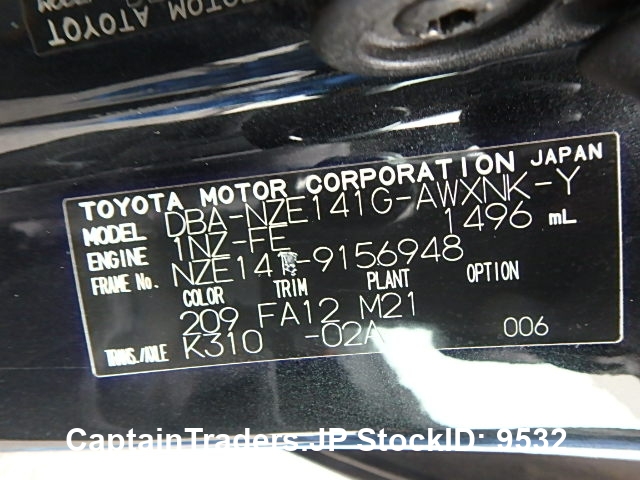 TOYOTA MOTOR CORPORATION JAPAN
MODEL DBA-NZE141G-AWXNK-Y
ENGINE 1NZ-FE 1496 mL
FRAME No. NZE141-9156948
COLOR TRIM PLANT OPTION
209 FA12 M21
TRANS./AXLE K310 -02A 006
CaptainTraders.JP StockID: 9532